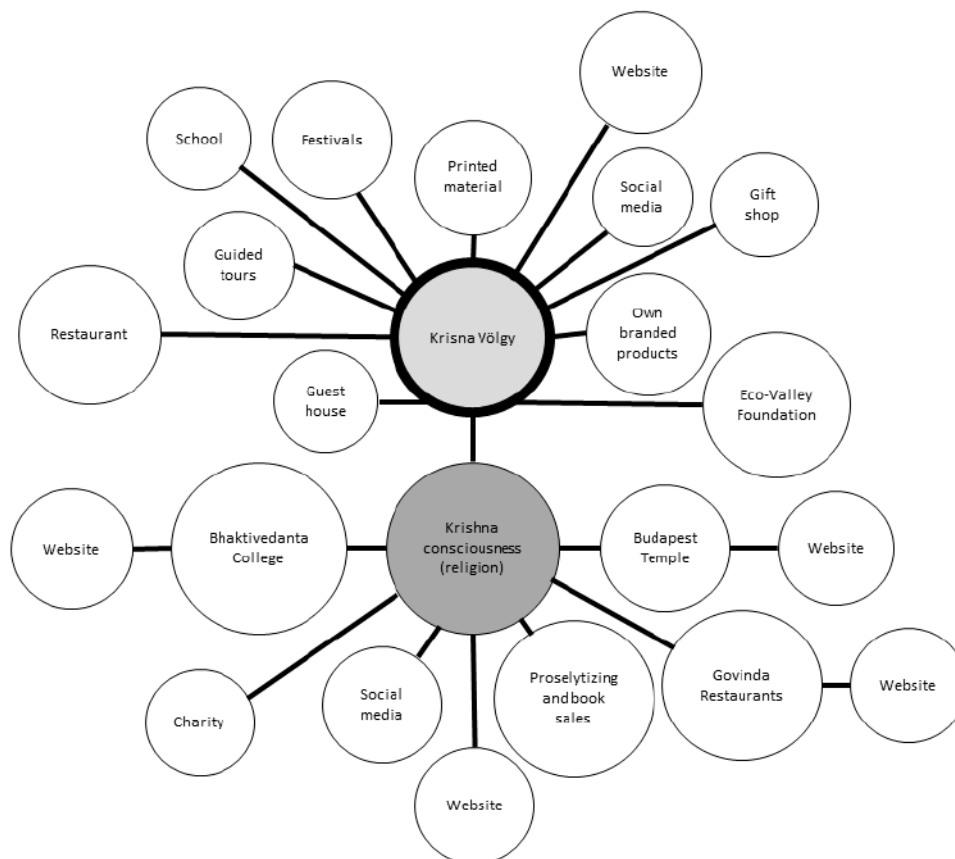 Website
School
Festivals
Printed
material
Social
media
Gift
shop
Guided
tours
Restaurant
Krisna Völgy
Own
branded
products
Guest
house
Eco-Valley
Foundation
Website
Bhaktivedanta
College
Krishna
consciousness
(religion)
Budapest
Temple
Website
Charity
Social
media
Proselytizing
andbook
sales
Govinda
Restaurants
Website
Website